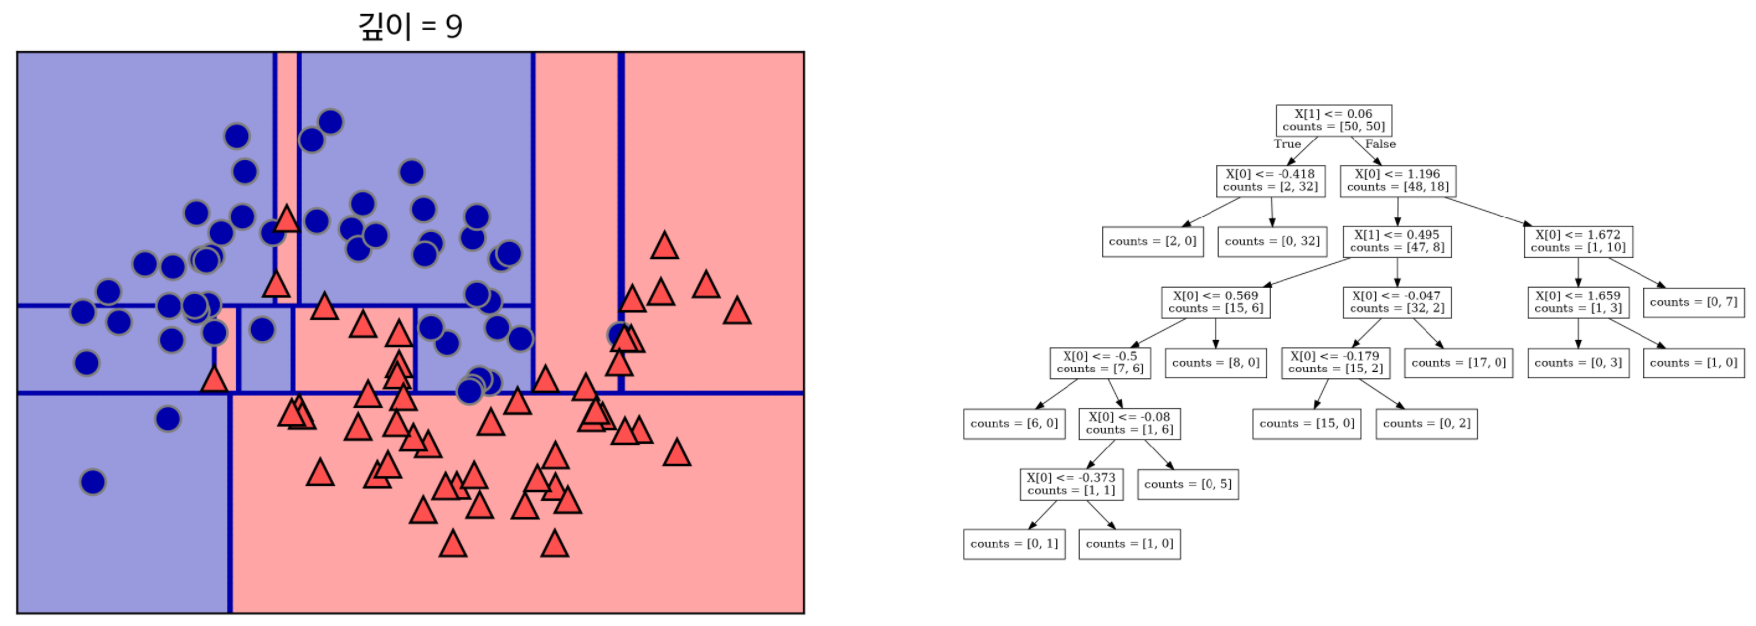 깊이 = 9
X[1] <= 0.06
counts = [50, 50]
True
False
X[0] <= -0.418
counts = [2, 32]
X[0] <= 1.196
counts = [48, 18]
counts = [2, 0]
counts = [0, 32]
X[1] <= 0.495
counts = [47, 8]
X[0] <= 1.672
counts = [1, 10]
X[0] <= 0.569
counts = [15, 6]
X[0] <= -0.047
counts = [32, 2]
X[0] <= 1.659
counts = [1, 3]
counts = [0, 7]
X[0] <= -0.5
counts = [7, 6]
counts = [8, 0]
X[0] <= -0.179
counts = [15, 2]
counts = [17, 0]
counts = [0, 3]
counts = [1, 0]
counts = [6, 0]
X[0] <= -0.08
counts = [1, 6]
counts = [15, 0]
counts = [0, 2]
X[0] <= -0.373
counts = [1, 1]
counts = [0, 5]
counts = [0, 1]
counts = [1, 0]